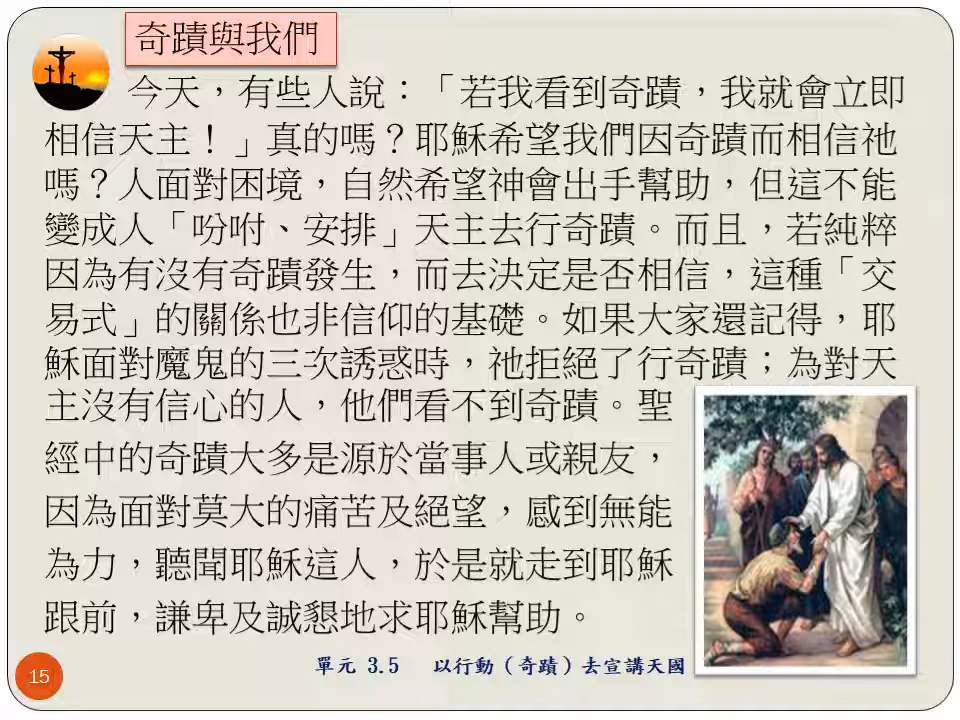 奇蹟與我們
今天，有些人說：「若我看到奇蹟，我就會立即
相信天主！」真的嗎？耶穌希望我們因奇蹟而相信祂
嗎？人面對困境，自然希望神會出手幫助，但這不能
變成人「吩咐、安排」天主去行奇蹟。而且，若純粹
因為有沒有奇蹟發生，而去決定是否相信，這種「交
易式」的關係也非信仰的基礎。如果大家還記得，耶
穌面對魔鬼的三次誘惑時，祂拒絕了行奇蹟；為對天
主沒有信心的人，他們看不到奇蹟。聖
經中的奇蹟大多是源於當事人或親友，
因為面對莫大的痛苦及絕望，感到無能
為力，聽聞耶穌這人，於是就走到耶穌
跟前，謙卑及誠懇地求耶穌幫助。
單元 3.5 以行動（奇蹟）去宣講天國
15